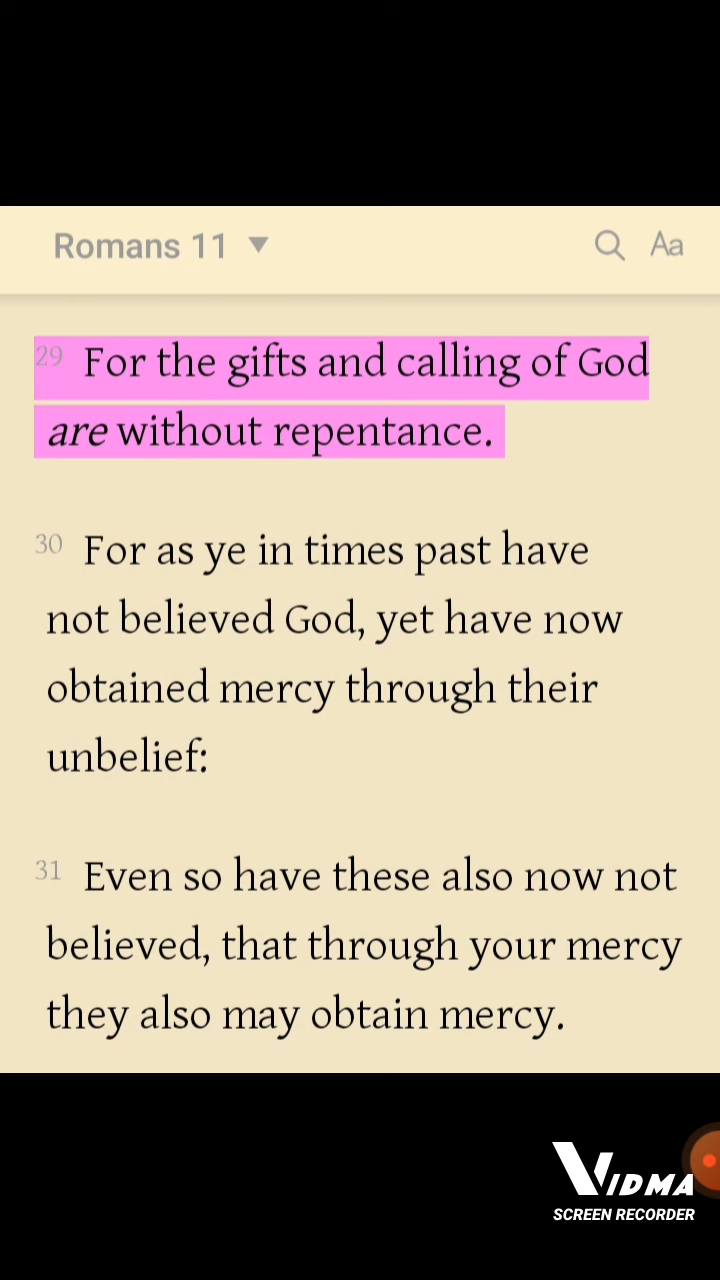 Romans 11 ▼ Aa
29 For the gifts and calling of God
are without repentance.
30 For as ye in times past have
not believed God, yet have now
obtained mercy through their
unbelief:
31 Even so have these also now not
believed, that through your mercy
they also may obtain mercy.
VIDMA
SCREEN RECORDER